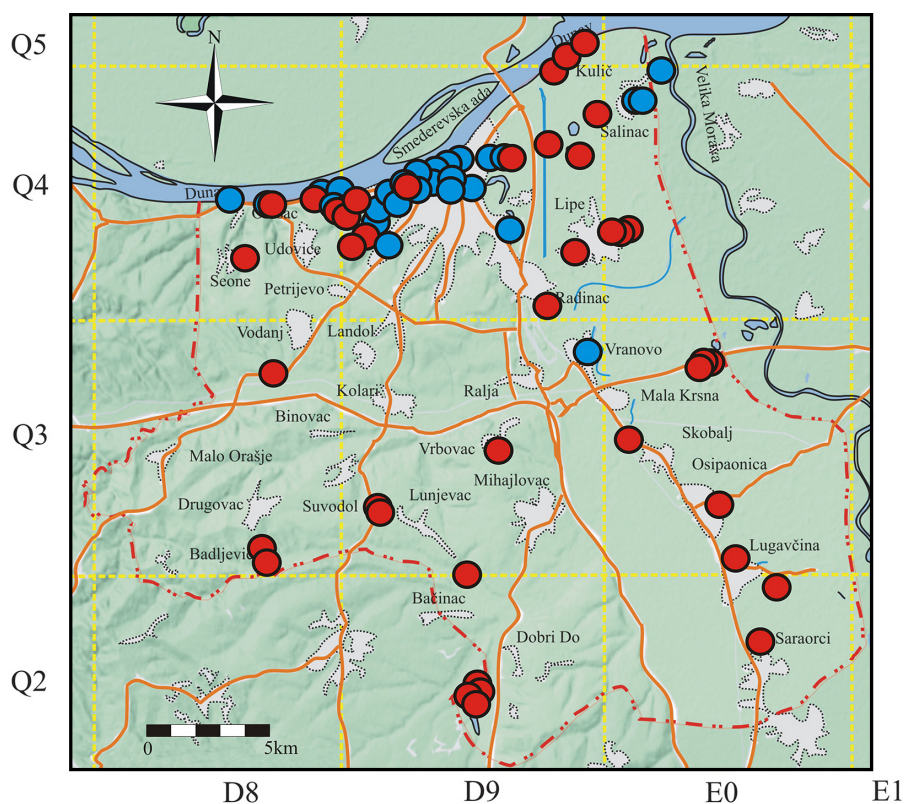 Q5
N
Dunav
Kulič
Smederevska ada
Velika Morava
Salinac
Q4
Duna
Lipe
Udovice
Seone
Petrijevo
Radinac
Vodanj
Landok
Vranovo
Kolari
Ralja
Mala Krsna
Binovac
Q3
Skobalj
Vrbovac
Malo Orašje
Osipaonica
Mihajlovac
Drugovac
Suvodol
Lunjevac
Lugavčina
Badljevic
Bačinac
Dobri Do
Saraorci
Q2
0
5km
D8
D9
E0
E1